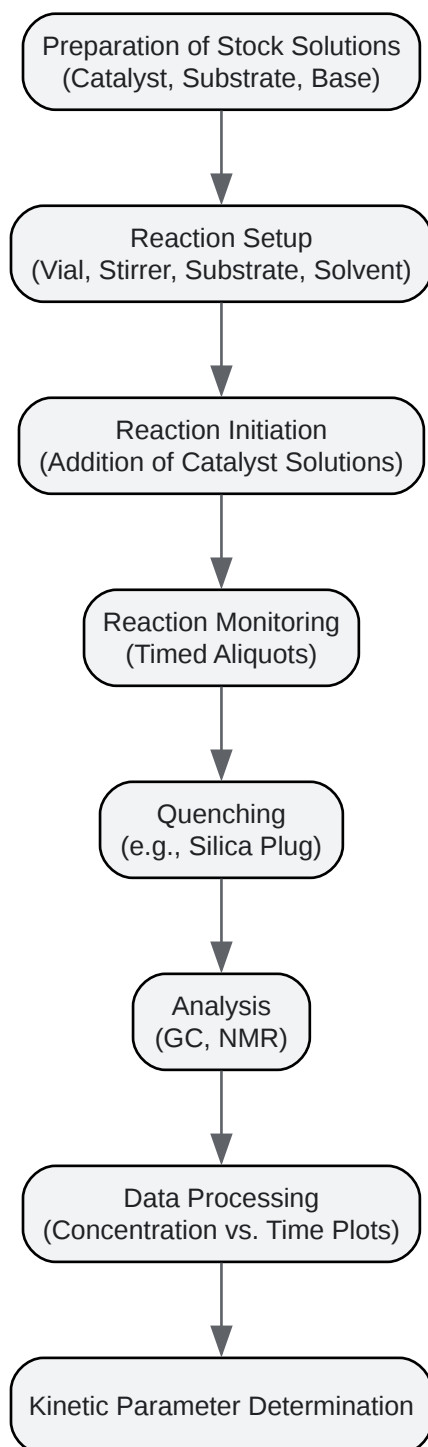 Preparation of Stock Solutions
(Catalyst, Substrate, Base)
Reaction Setup
(Vial, Stirrer, Substrate, Solvent)
Reaction Initiation
(Addition of Catalyst Solutions)
Reaction Monitoring
(Timed Aliquots)
Quenching
(e.g., Silica Plug)
Analysis
(GC, NMR)
Data Processing
(Concentration vs. Time Plots)
Kinetic Parameter Determination